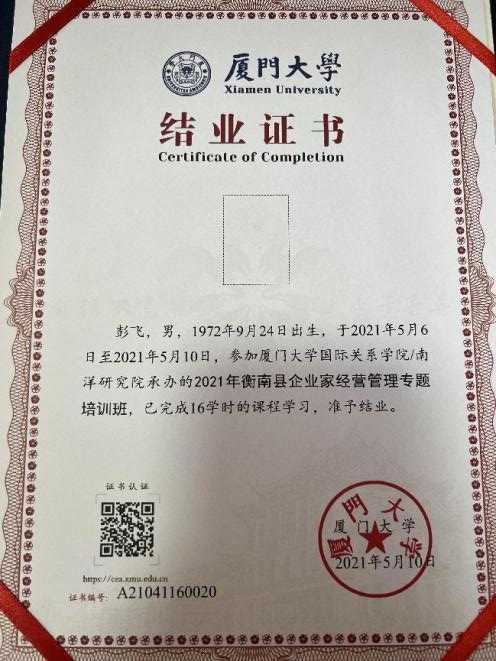 厦門大學
Xiamen University
结业证书
Certificate of Completion
彭飞，男，1972年9月24日出生，于2021年5月6
日至2021年5月10日，参加厦门大学国际关系学院/南
洋研究院承办的2021年衡南县企业家经营管理专题
培训班，已完成16学时的课程学习，准予结业。
证书认证
https://cea.xmu.edu.cn
证书编号：A21041160020
厦門大学
厦门大学
2021年5月10日